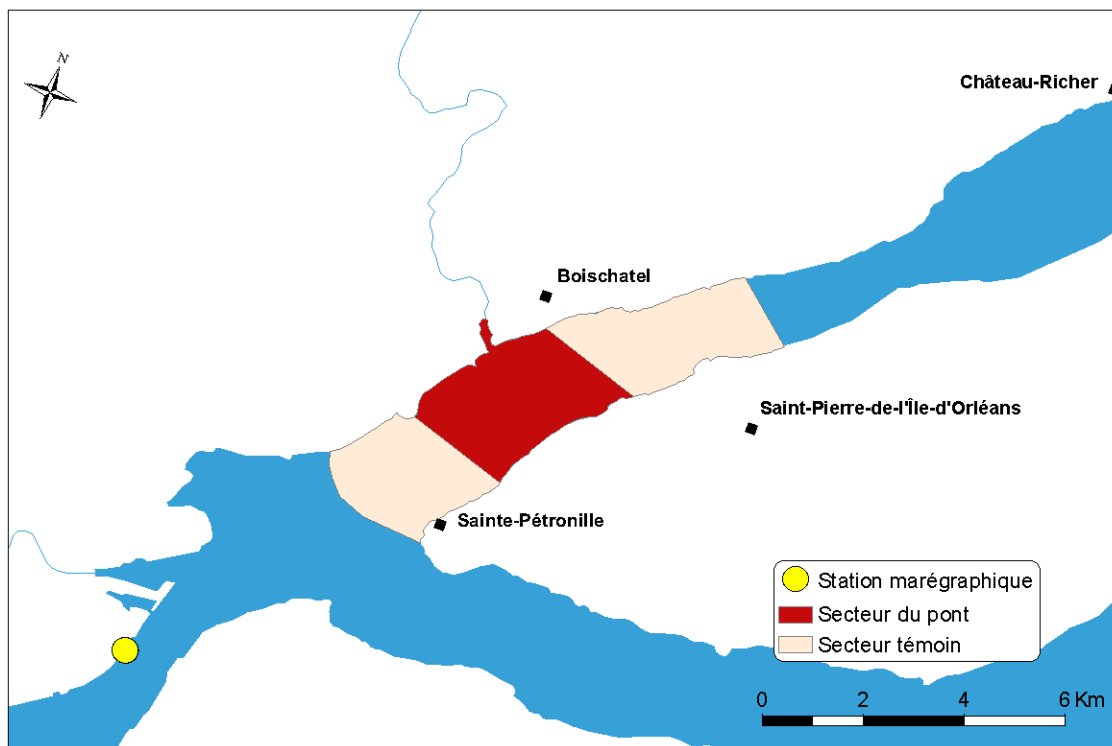 N
Château-Richer
Boischatel
Saint-Pierre-de-l'Île-d'Orléans
Sainte-Pétronille
Station marégraphique
Secteur du pont
Secteur témoin
0 2 4 6 Km